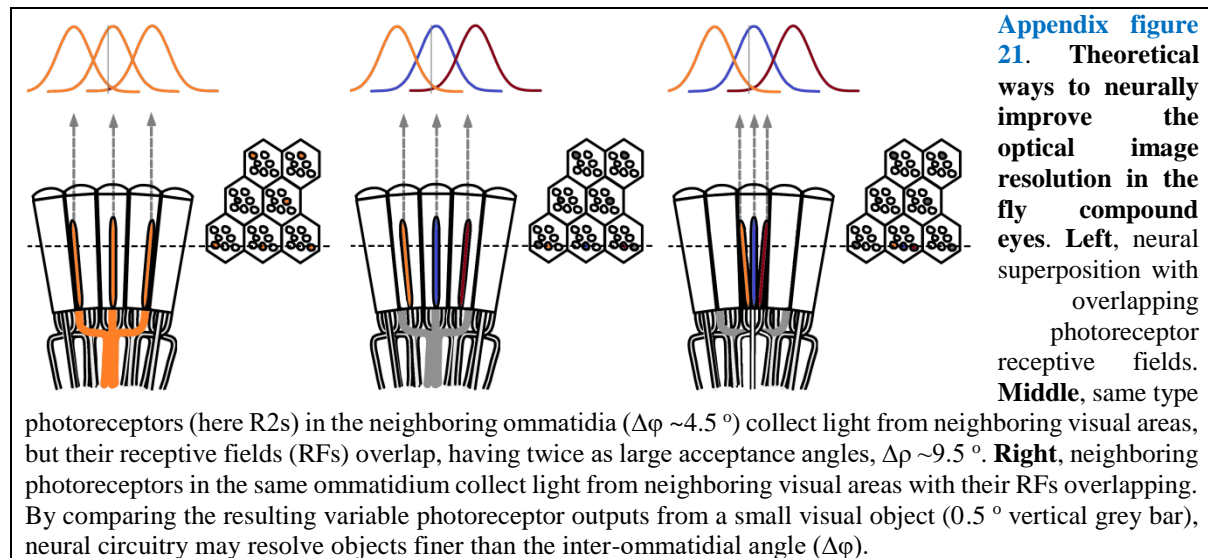 Appendix figure
21. Theoretical
ways to neurally
improve the
optical image
resolution in the
fly compound
eyes. Left, neural
superposition with
overlapping
photoreceptor
receptive fields.
Middle, same type
photoreceptors (here R2s) in the neighboring ommatidia (Δφ ~4.5 º) collect light from neighboring visual areas,
but their receptive fields (RFs) overlap, having twice as large acceptance angles, Δρ ~9.5 º. Right, neighboring
photoreceptors in the same ommatidium collect light from neighboring visual areas with their RFs overlapping.
By comparing the resulting variable photoreceptor outputs from a small visual object (0.5 º vertical grey bar),
neural circuitry may resolve objects finer than the inter-ommatidial angle (Δφ).